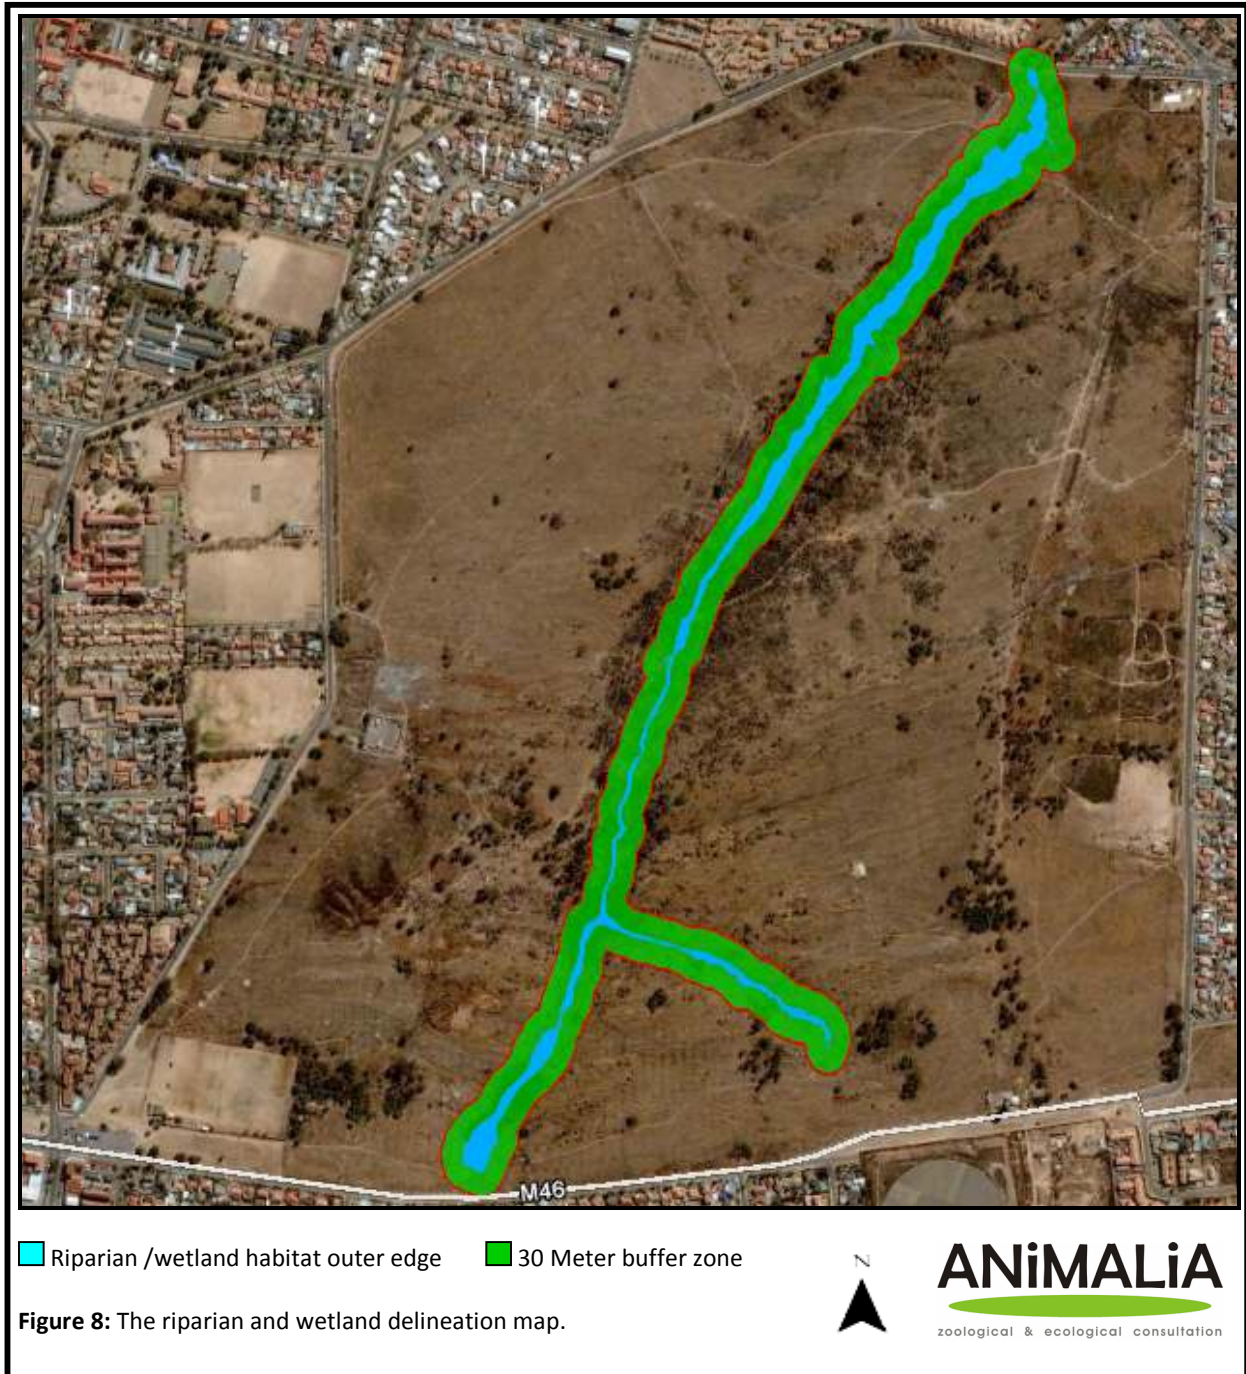 M46
Riparian /wetland habitat outer edge
30 Meter buffer zone
N
ANiMALiA
zoological & ecological consultation
Figure 8: The riparian and wetland delineation map.